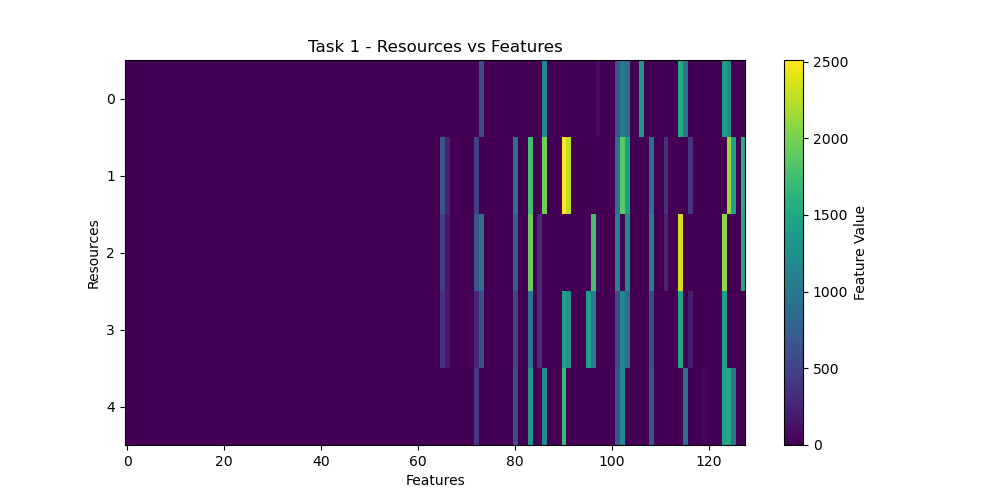 Task 1 - Resources vs Features
Resources
0
1
2
3
4
0 20 40 60 80 100 120
Features
2500
2000
1500
1000
500
0
Feature Value